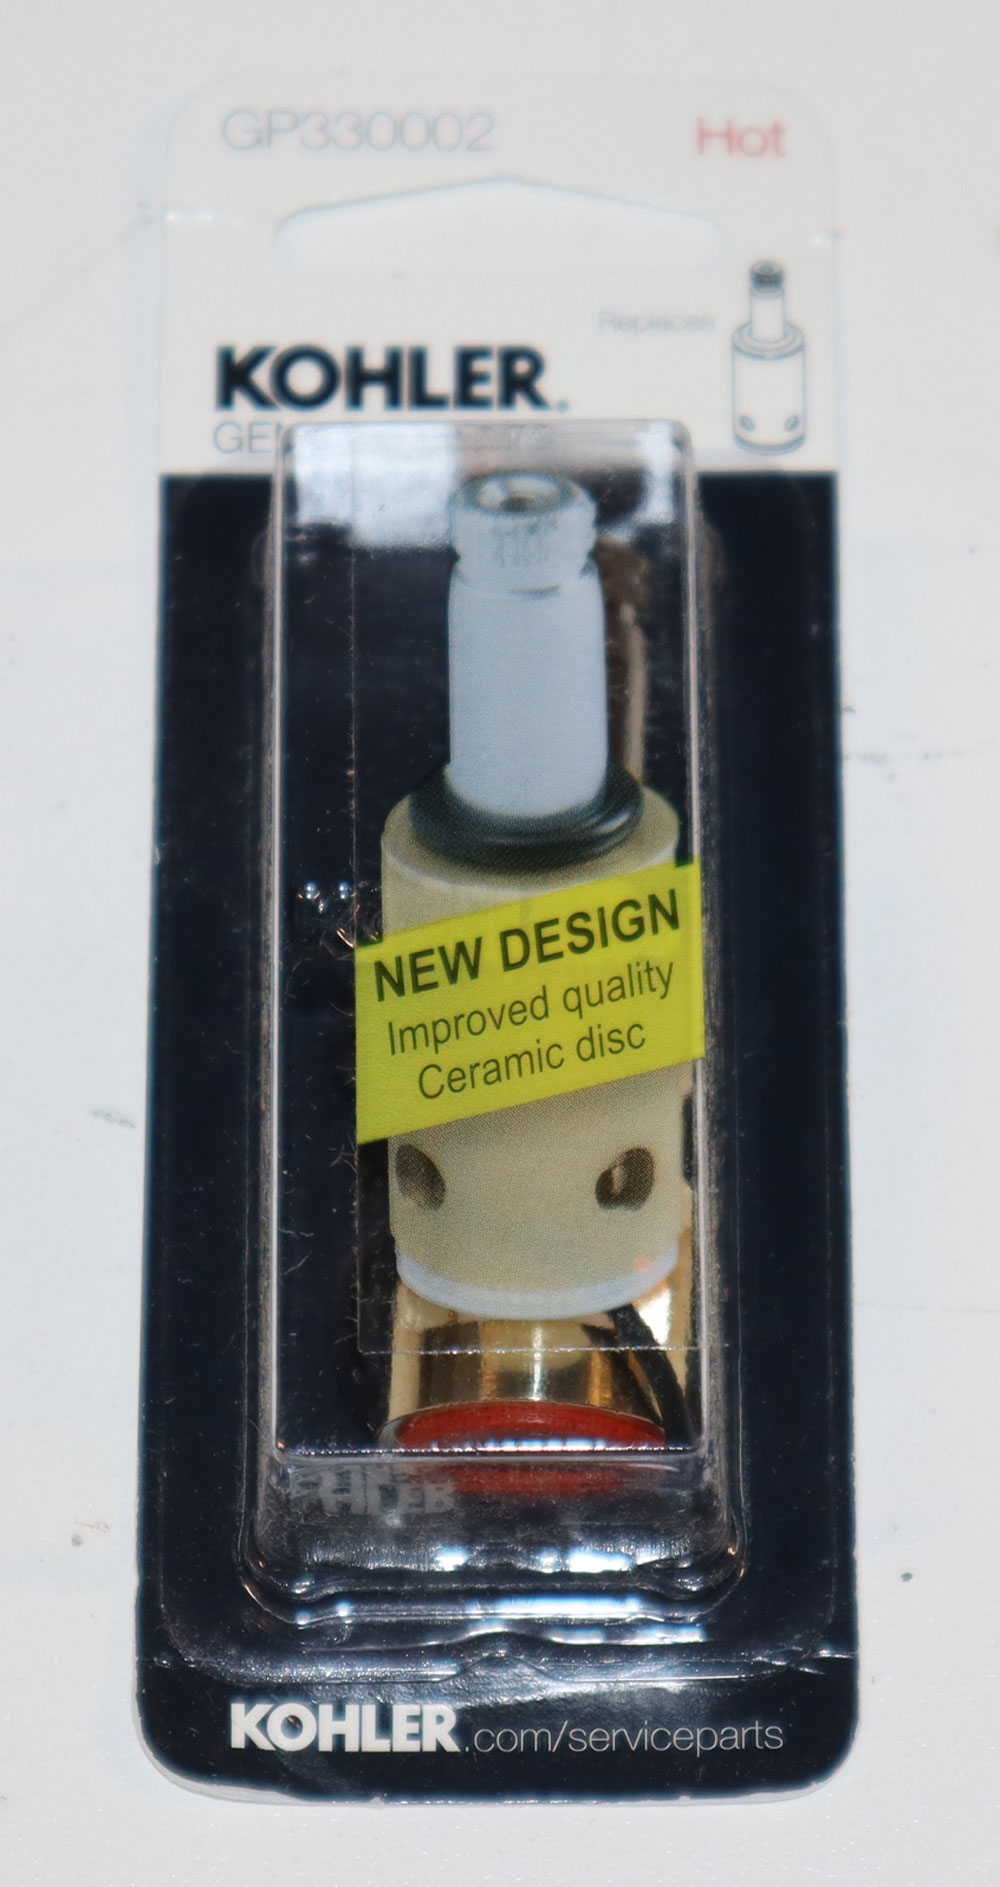 GP330002
Hot
Replaces
KOHLER.
NEW DESIGN
Improved quality
Ceramic disc
KOHLER.com/serviceparts